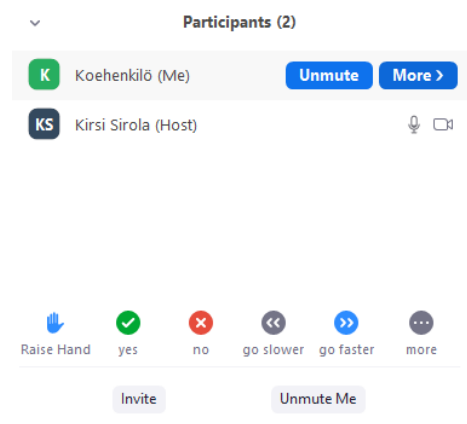 Participants (2)
K Koehenkilö (Me) Unmute More >
KS Kirsi Sirola (Host)
Raise Hand yes no go slower go faster more
Invite Unmute Me